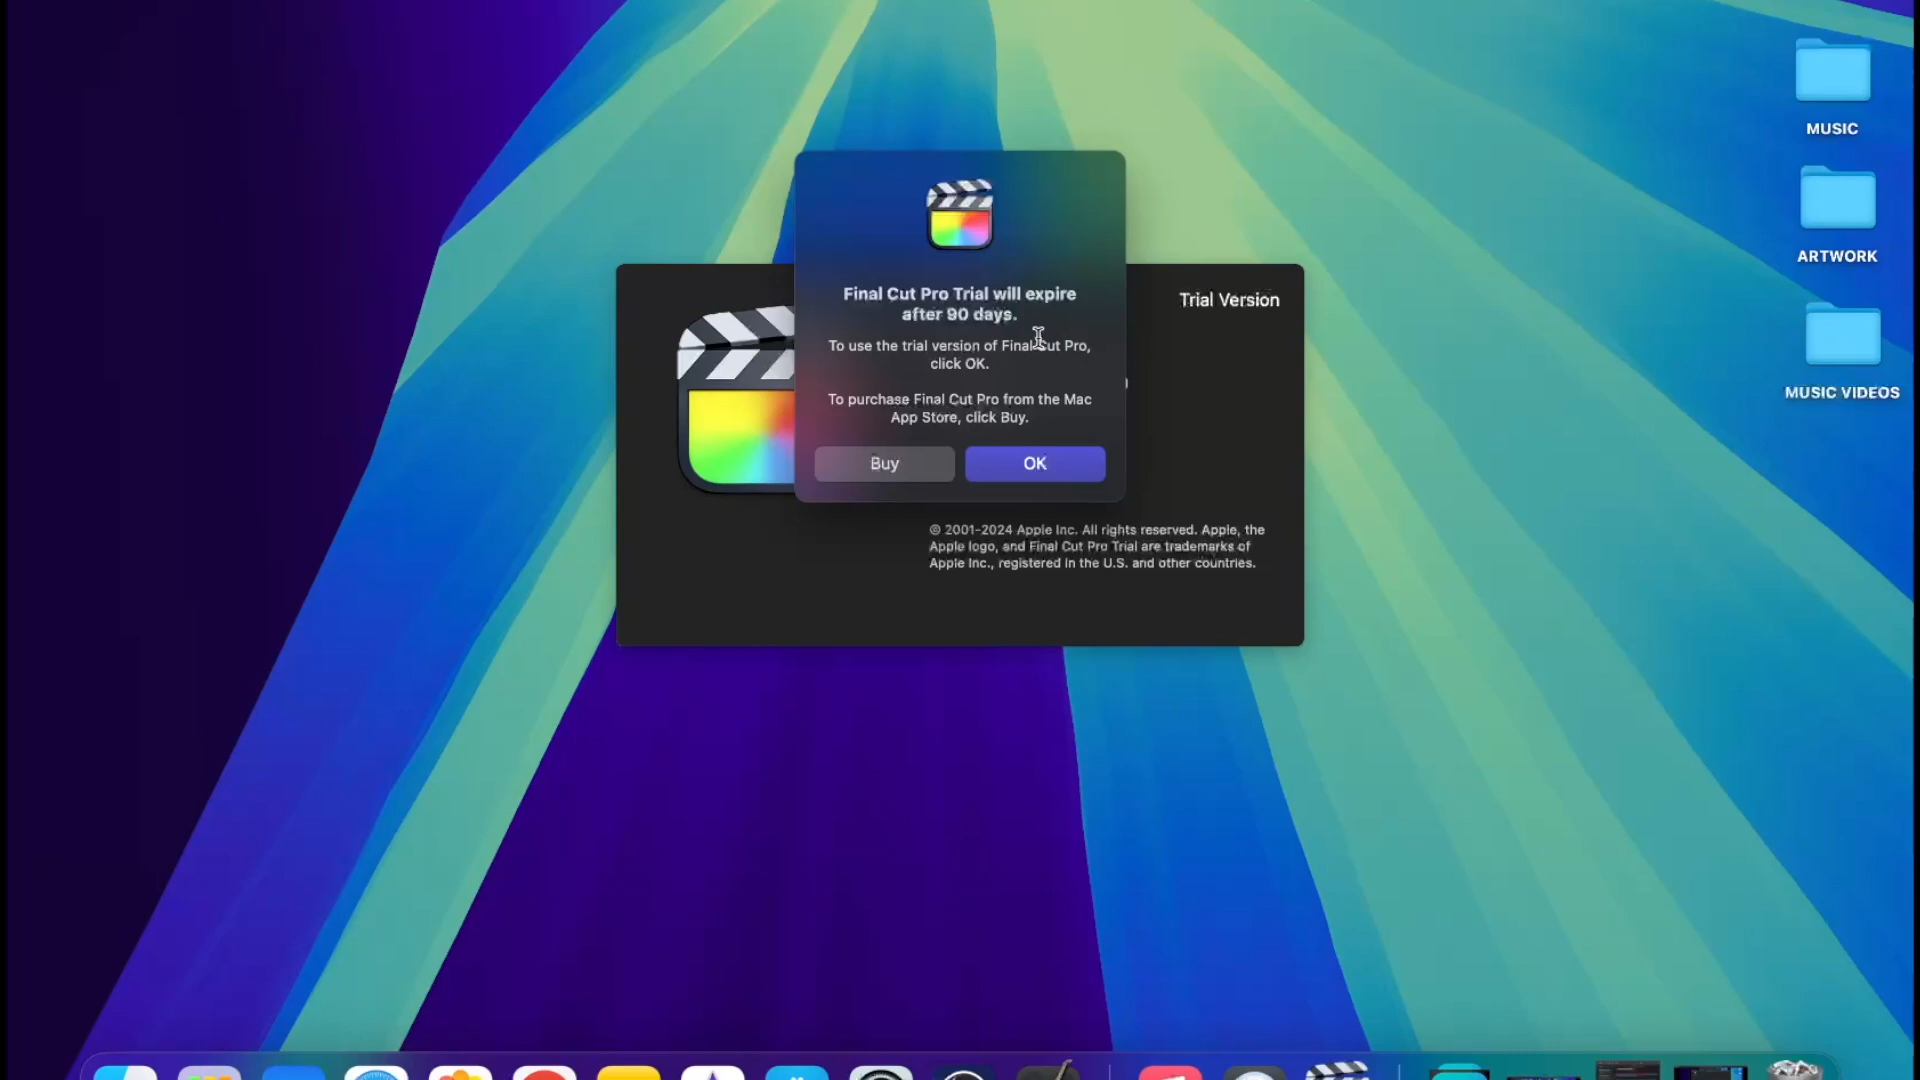 MUSIC
ARTWORK
MUSIC VIDEOS
Final Cut Pro Trial will expire
after 90 days.
To use the trial version of Final Cut Pro,
click OK.
To purchase Final Cut Pro from the Mac
App Store, click Buy.
Buy
OK
Trial Version
© 2001-2024 Apple Inc. All rights reserved. Apple, the
Apple logo, and Final Cut Pro Trial are trademarks of
Apple Inc., registered in the U.S. and other countries.